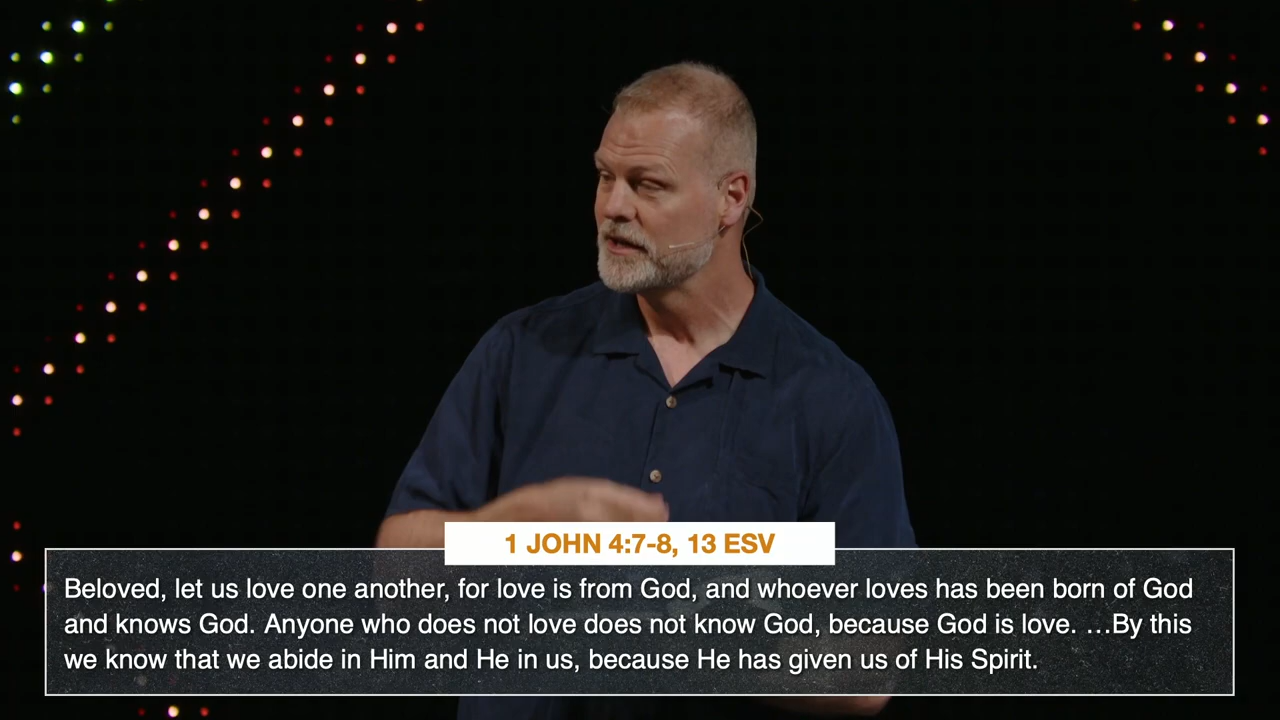 1 JOHN 4:7-8, 13 ESV
Beloved, let us love one another, for love is from God, and whoever loves has been born of God
and knows God. Anyone who does not love does not know God, because God is love. …By this
we know that we abide in Him and He in us, because He has given us of His Spirit.